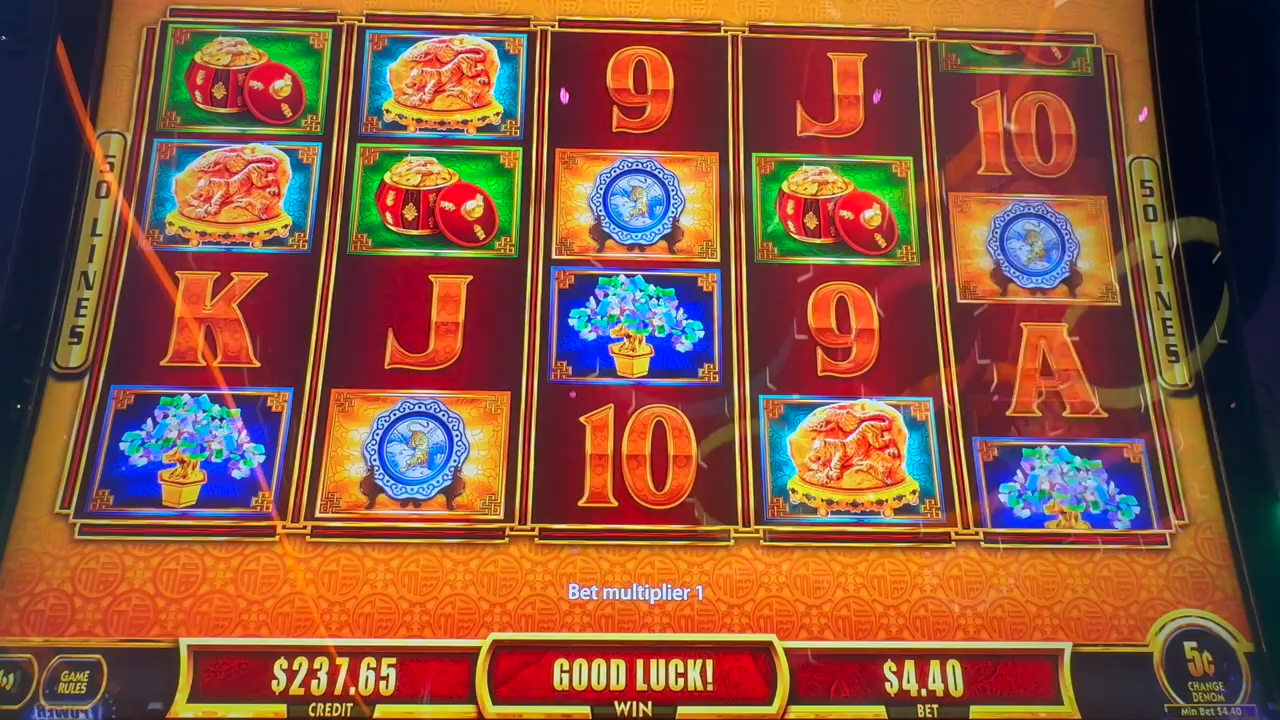 9 J
10
50 LINES
50 LINES
K J 9
A
10
Bet multiplier 1
GAME RULES
$237.65
CREDIT
GOOD LUCK!
WIN
$4.40
BET
5¢
CHANGE
DENOM
Min Bet $4.40